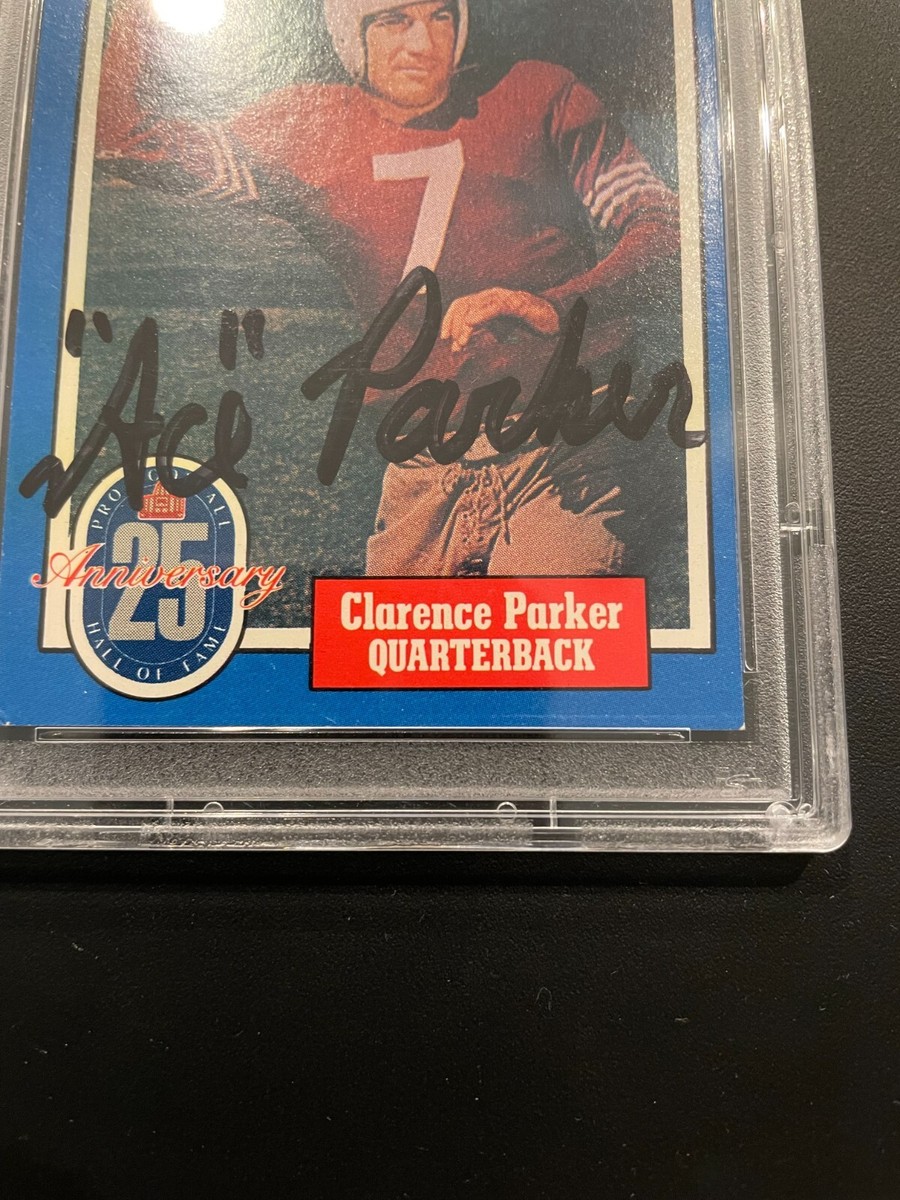 7
"Ace" Parker
PRO FOOTBALL
25
Anniversary
HALL OF FAME
Clarence Parker
QUARTERBACK